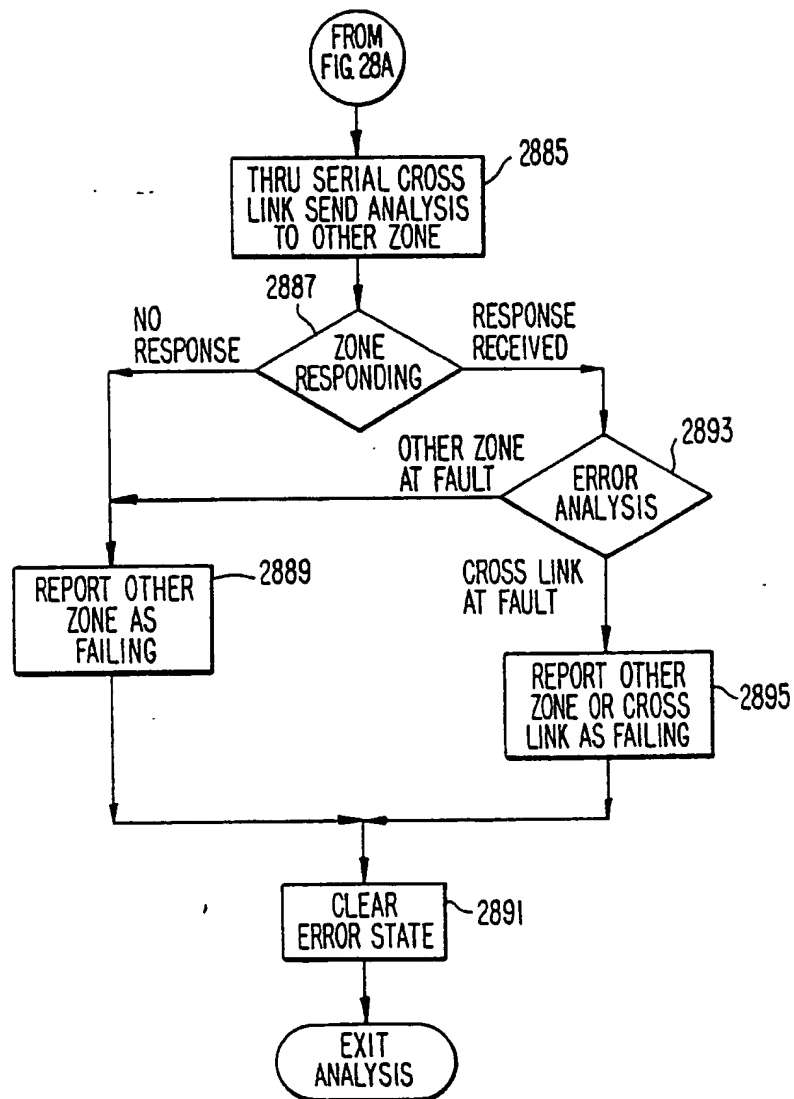 FROM
FIG. 28A
2885
THRU SERIAL CROSS
LINK SEND ANALYSIS
TO OTHER ZONE
2887
NO
RESPONSE
ZONE
RESPONDING
RESPONSE
RECEIVED
2893
OTHER ZONE
AT FAULT
ERROR
ANALYSIS
2889
REPORT OTHER
ZONE AS
FAILING
CROSS LINK
AT FAULT
2895
REPORT OTHER
ZONE OR CROSS
LINK AS FAILING
CLEAR
ERROR STATE
2891
EXIT
ANALYSIS